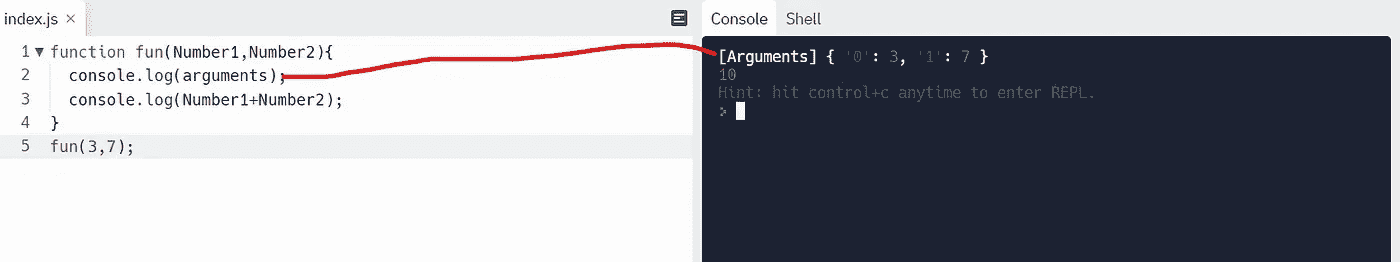 index.js ×
Console Shell
1 function fun(Number1,Number2){
2 console.log(arguments);
3 console.log(Number1+Number2);
4 }
5 fun(3,7);
[Arguments] { '0': 3, '1': 7 }
10
Hint: hit control+c anytime to enter REPL.
>